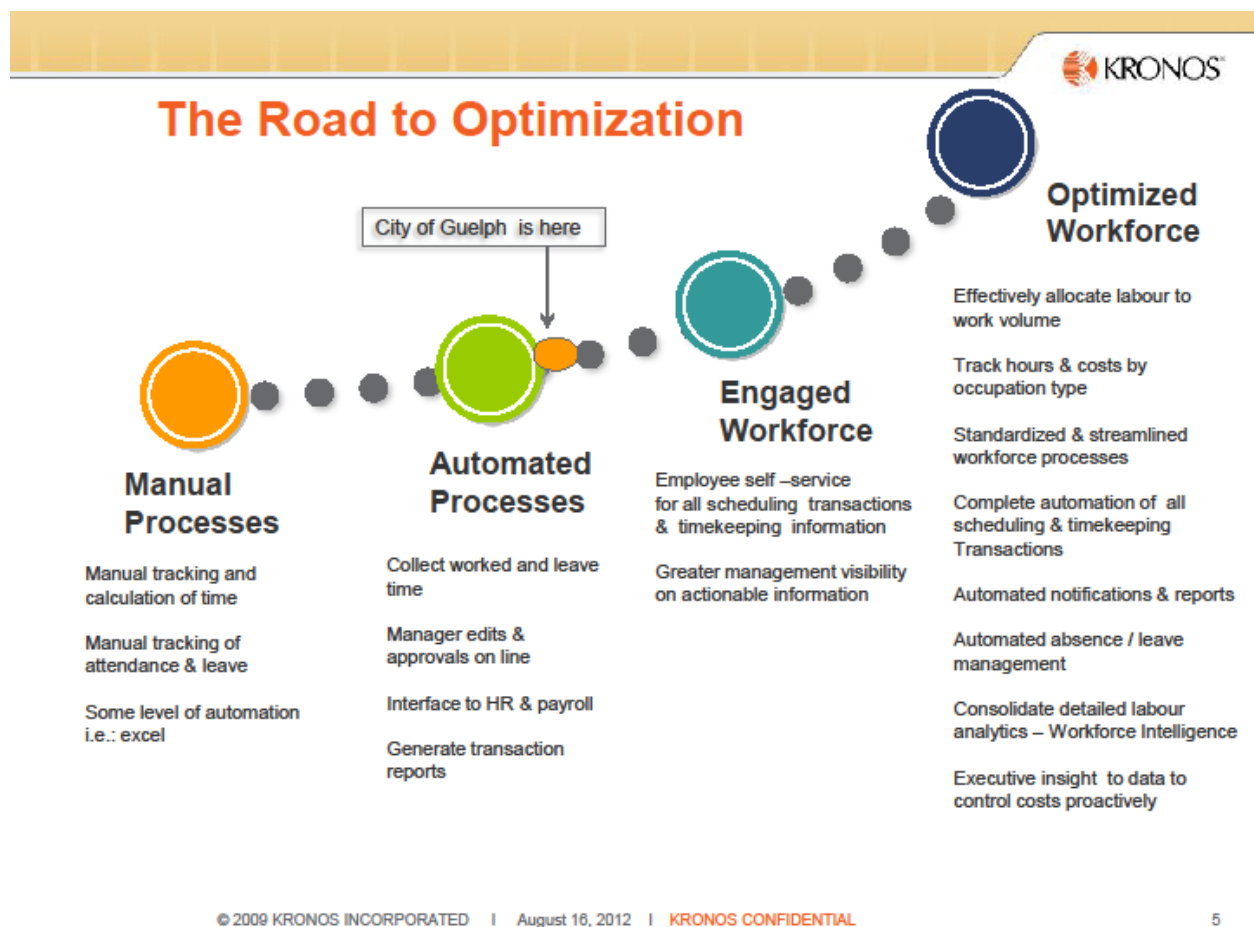 KRONOS
The Road to Optimization
City of Guelph is here
Manual
Processes
Manual tracking and
calculation of time
Manual tracking of
attendance & leave
Some level of automation
i.e.: excel
Automated
Processes
Collect worked and leave
time
Manager edits &
approvals on line
Interface to HR & payroll
Generate transaction
reports
Engaged
Workforce
Employee self –service
for all scheduling transactions
& timekeeping information
Greater management visibility
on actionable information
Optimized
Workforce
Effectively allocate labour to
work volume
Track hours & costs by
occupation type
Standardized & streamlined
workforce processes
Complete automation of all
scheduling & timekeeping
Transactions
Automated notifications & reports
Automated absence / leave
management
Consolidate detailed labour
analytics – Workforce Intelligence
Executive insight to data to
control costs proactively
© 2009 KRONOS INCORPORATED I August 16, 2012 I KRONOS CONFIDENTIAL 5